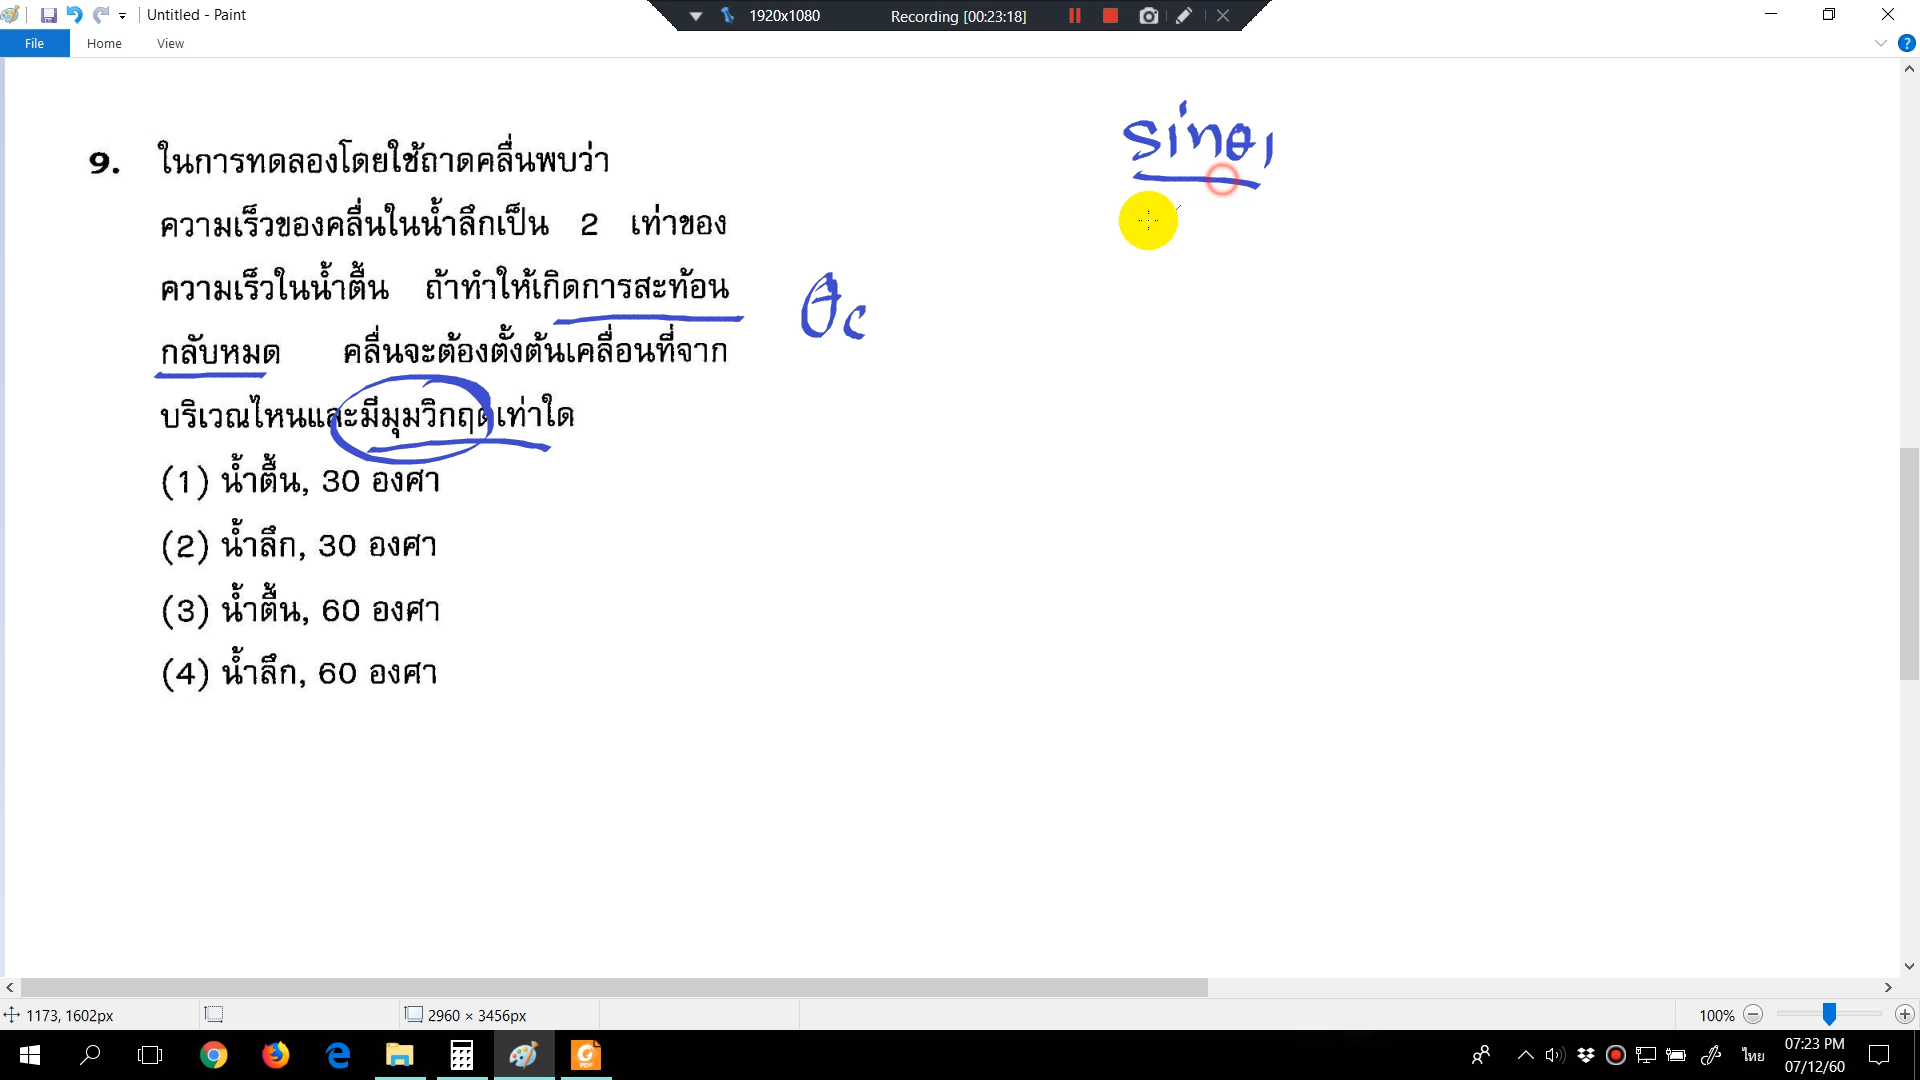 Untitled - Paint
1920x1080
Recording [00:23:18]
File
Home
View
9. ในการทดลองโดยใช้ถาดคลื่นพบว่า
ความเร็วของคลื่นในน้ำลึกเป็น 2 เท่าของ
ความเร็วในน้ำตื้น ถ้าทำให้เกิดการสะท้อน
กลับหมด คลื่นจะต้องตั้งต้นเคลื่อนที่จาก
บริเวณไหนและมีมุมวิกฤตเท่าใด
(1) น้ำตื้น, 30 องศา
(2) น้ำลึก, 30 องศา
(3) น้ำตื้น, 60 องศา
(4) น้ำลึก, 60 องศา
θc
sinθ1
1173, 1602px
2960 × 3456px
100%
ไทย
07:23 PM
07/12/60